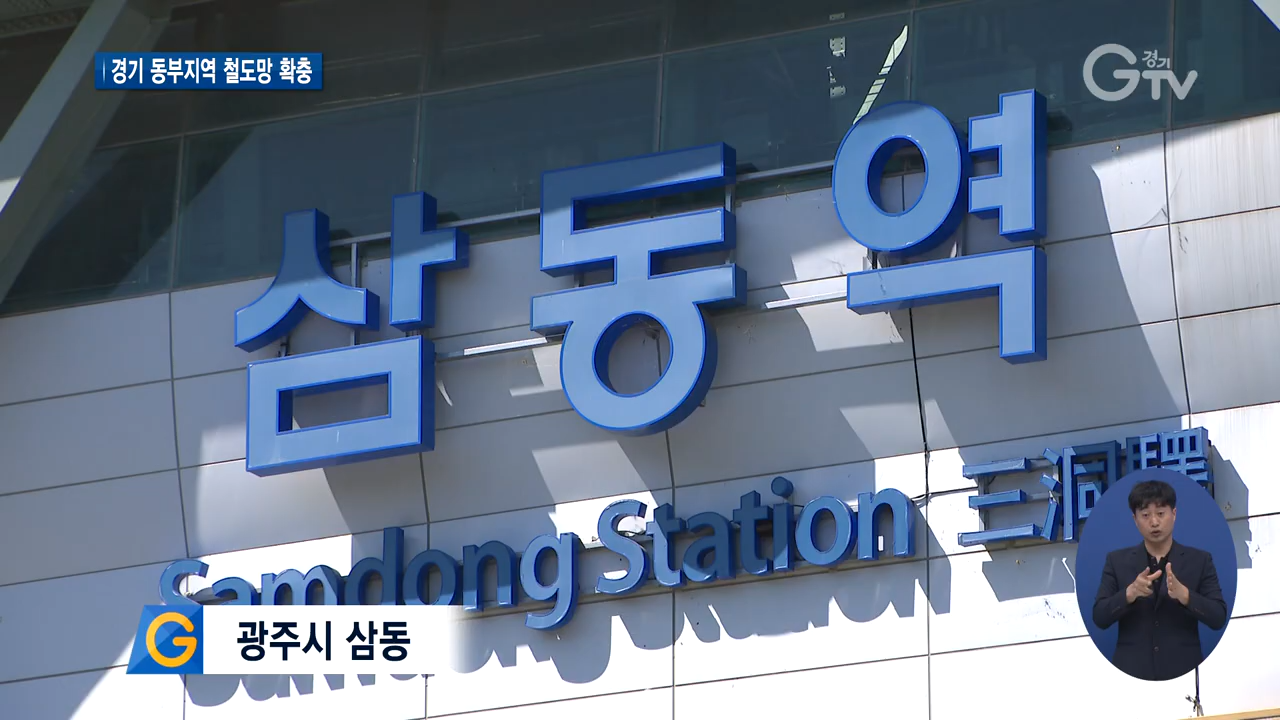 경기 동부지역 철도망 확충
경기
GTV
삼동역
Samdong Station 三洞驛
G
광주시 삼동